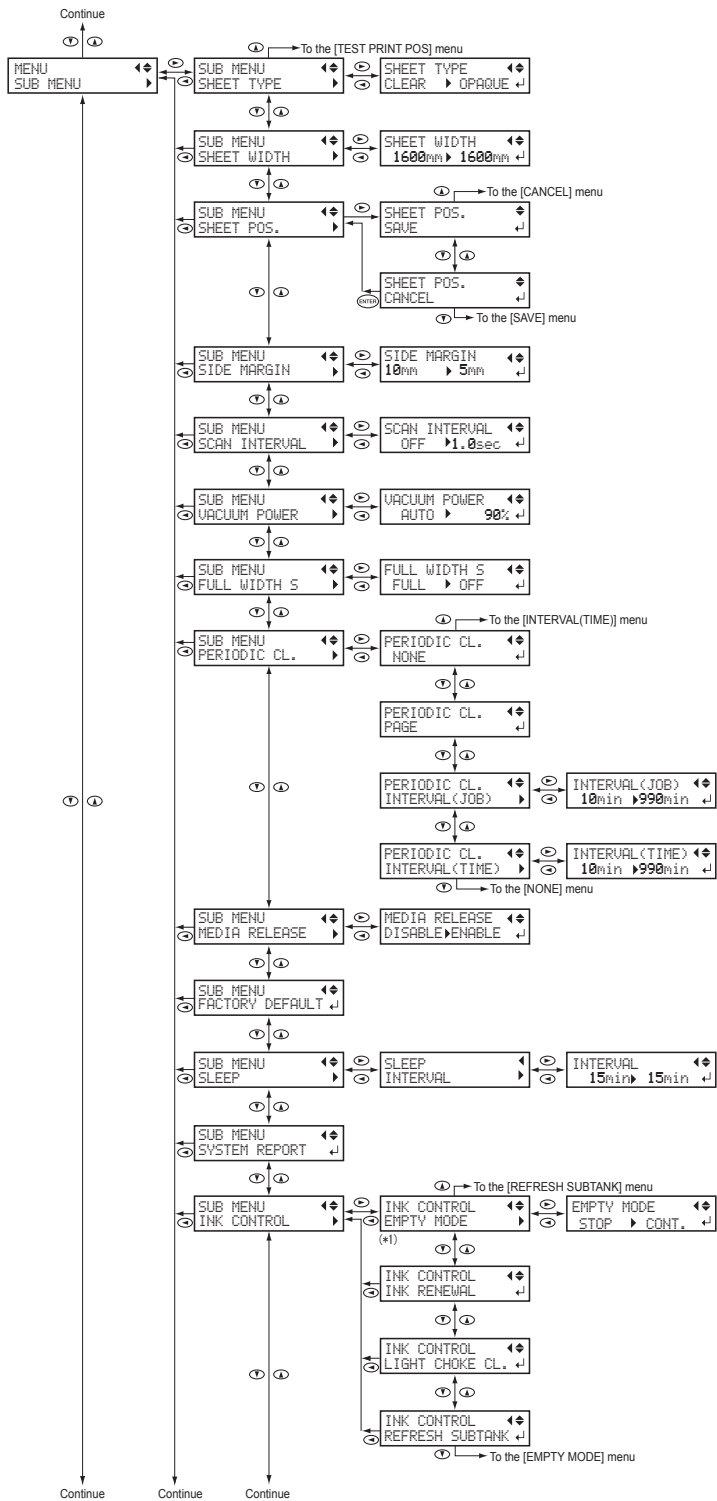 Continue
To the [TEST PRINT POS] menu
MENU
SUB MENU
SUB MENU
SHEET TYPE
SHEET TYPE
CLEAR OPAQUE
SUB MENU
SHEET WIDTH
SHEET WIDTH
1600mm 1600mm
To the [CANCEL] menu
SUB MENU
SHEET POS.
SHEET POS.
SAVE
SHEET POS.
CANCEL
ENTER
To the [SAVE] menu
SUB MENU
SIDE MARGIN
SIDE MARGIN
10mm 5mm
SUB MENU
SCAN INTERVAL
SCAN INTERVAL
OFF 1.0sec
SUB MENU
VACUUM POWER
VACUUM POWER
AUTO 90%
SUB MENU
FULL WIDTH S
FULL WIDTH S
FULL OFF
To the [INTERVAL(TIME)] menu
SUB MENU
PERIODIC CL.
PERIODIC CL.
NONE
PERIODIC CL.
PAGE
PERIODIC CL.
INTERVAL(JOB)
INTERVAL(JOB)
10min 990min
PERIODIC CL.
INTERVAL(TIME)
INTERVAL(TIME)
10min 990min
To the [NONE] menu
SUB MENU
MEDIA RELEASE
MEDIA RELEASE
DISABLE ENABLE
SUB MENU
FACTORY DEFAULT
SUB MENU
SLEEP
SLEEP
INTERVAL
INTERVAL
15min 15min
SUB MENU
SYSTEM REPORT
To the [REFRESH SUBTANK] menu
SUB MENU
INK CONTROL
INK CONTROL
EMPTY MODE
EMPTY MODE
STOP CONT.
(*1)
INK CONTROL
INK RENEWAL
INK CONTROL
LIGHT CHOKE CL.
INK CONTROL
REFRESH SUBTANK
To the [EMPTY MODE] menu
Continue
Continue
Continue